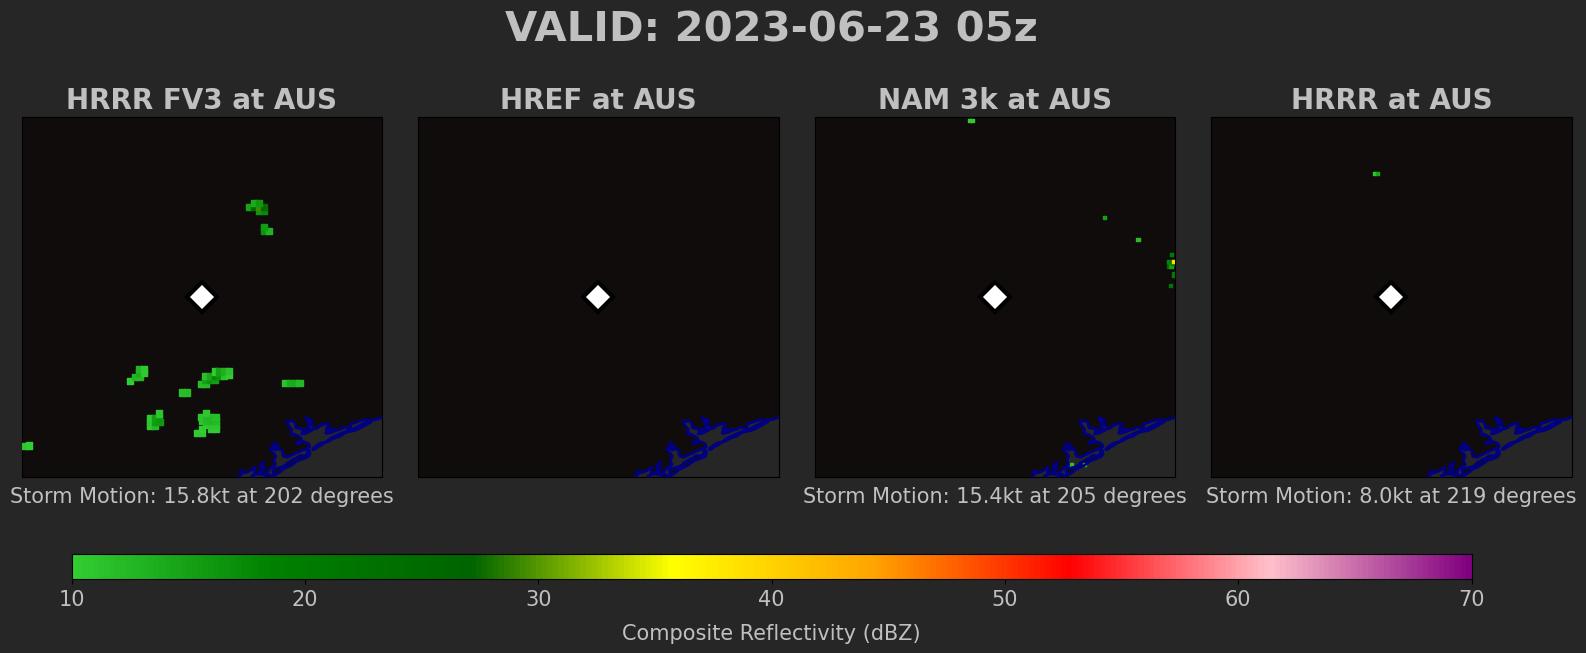 VALID: 2023-06-23 05z
HRRR FV3 at AUS
HREF at AUS
NAM 3k at AUS
HRRR at AUS
Storm Motion: 15.8kt at 202 degrees
Storm Motion: 15.4kt at 205 degrees
Storm Motion: 8.0kt at 219 degrees
10 20 30 40 50 60 70
Composite Reflectivity (dBZ)